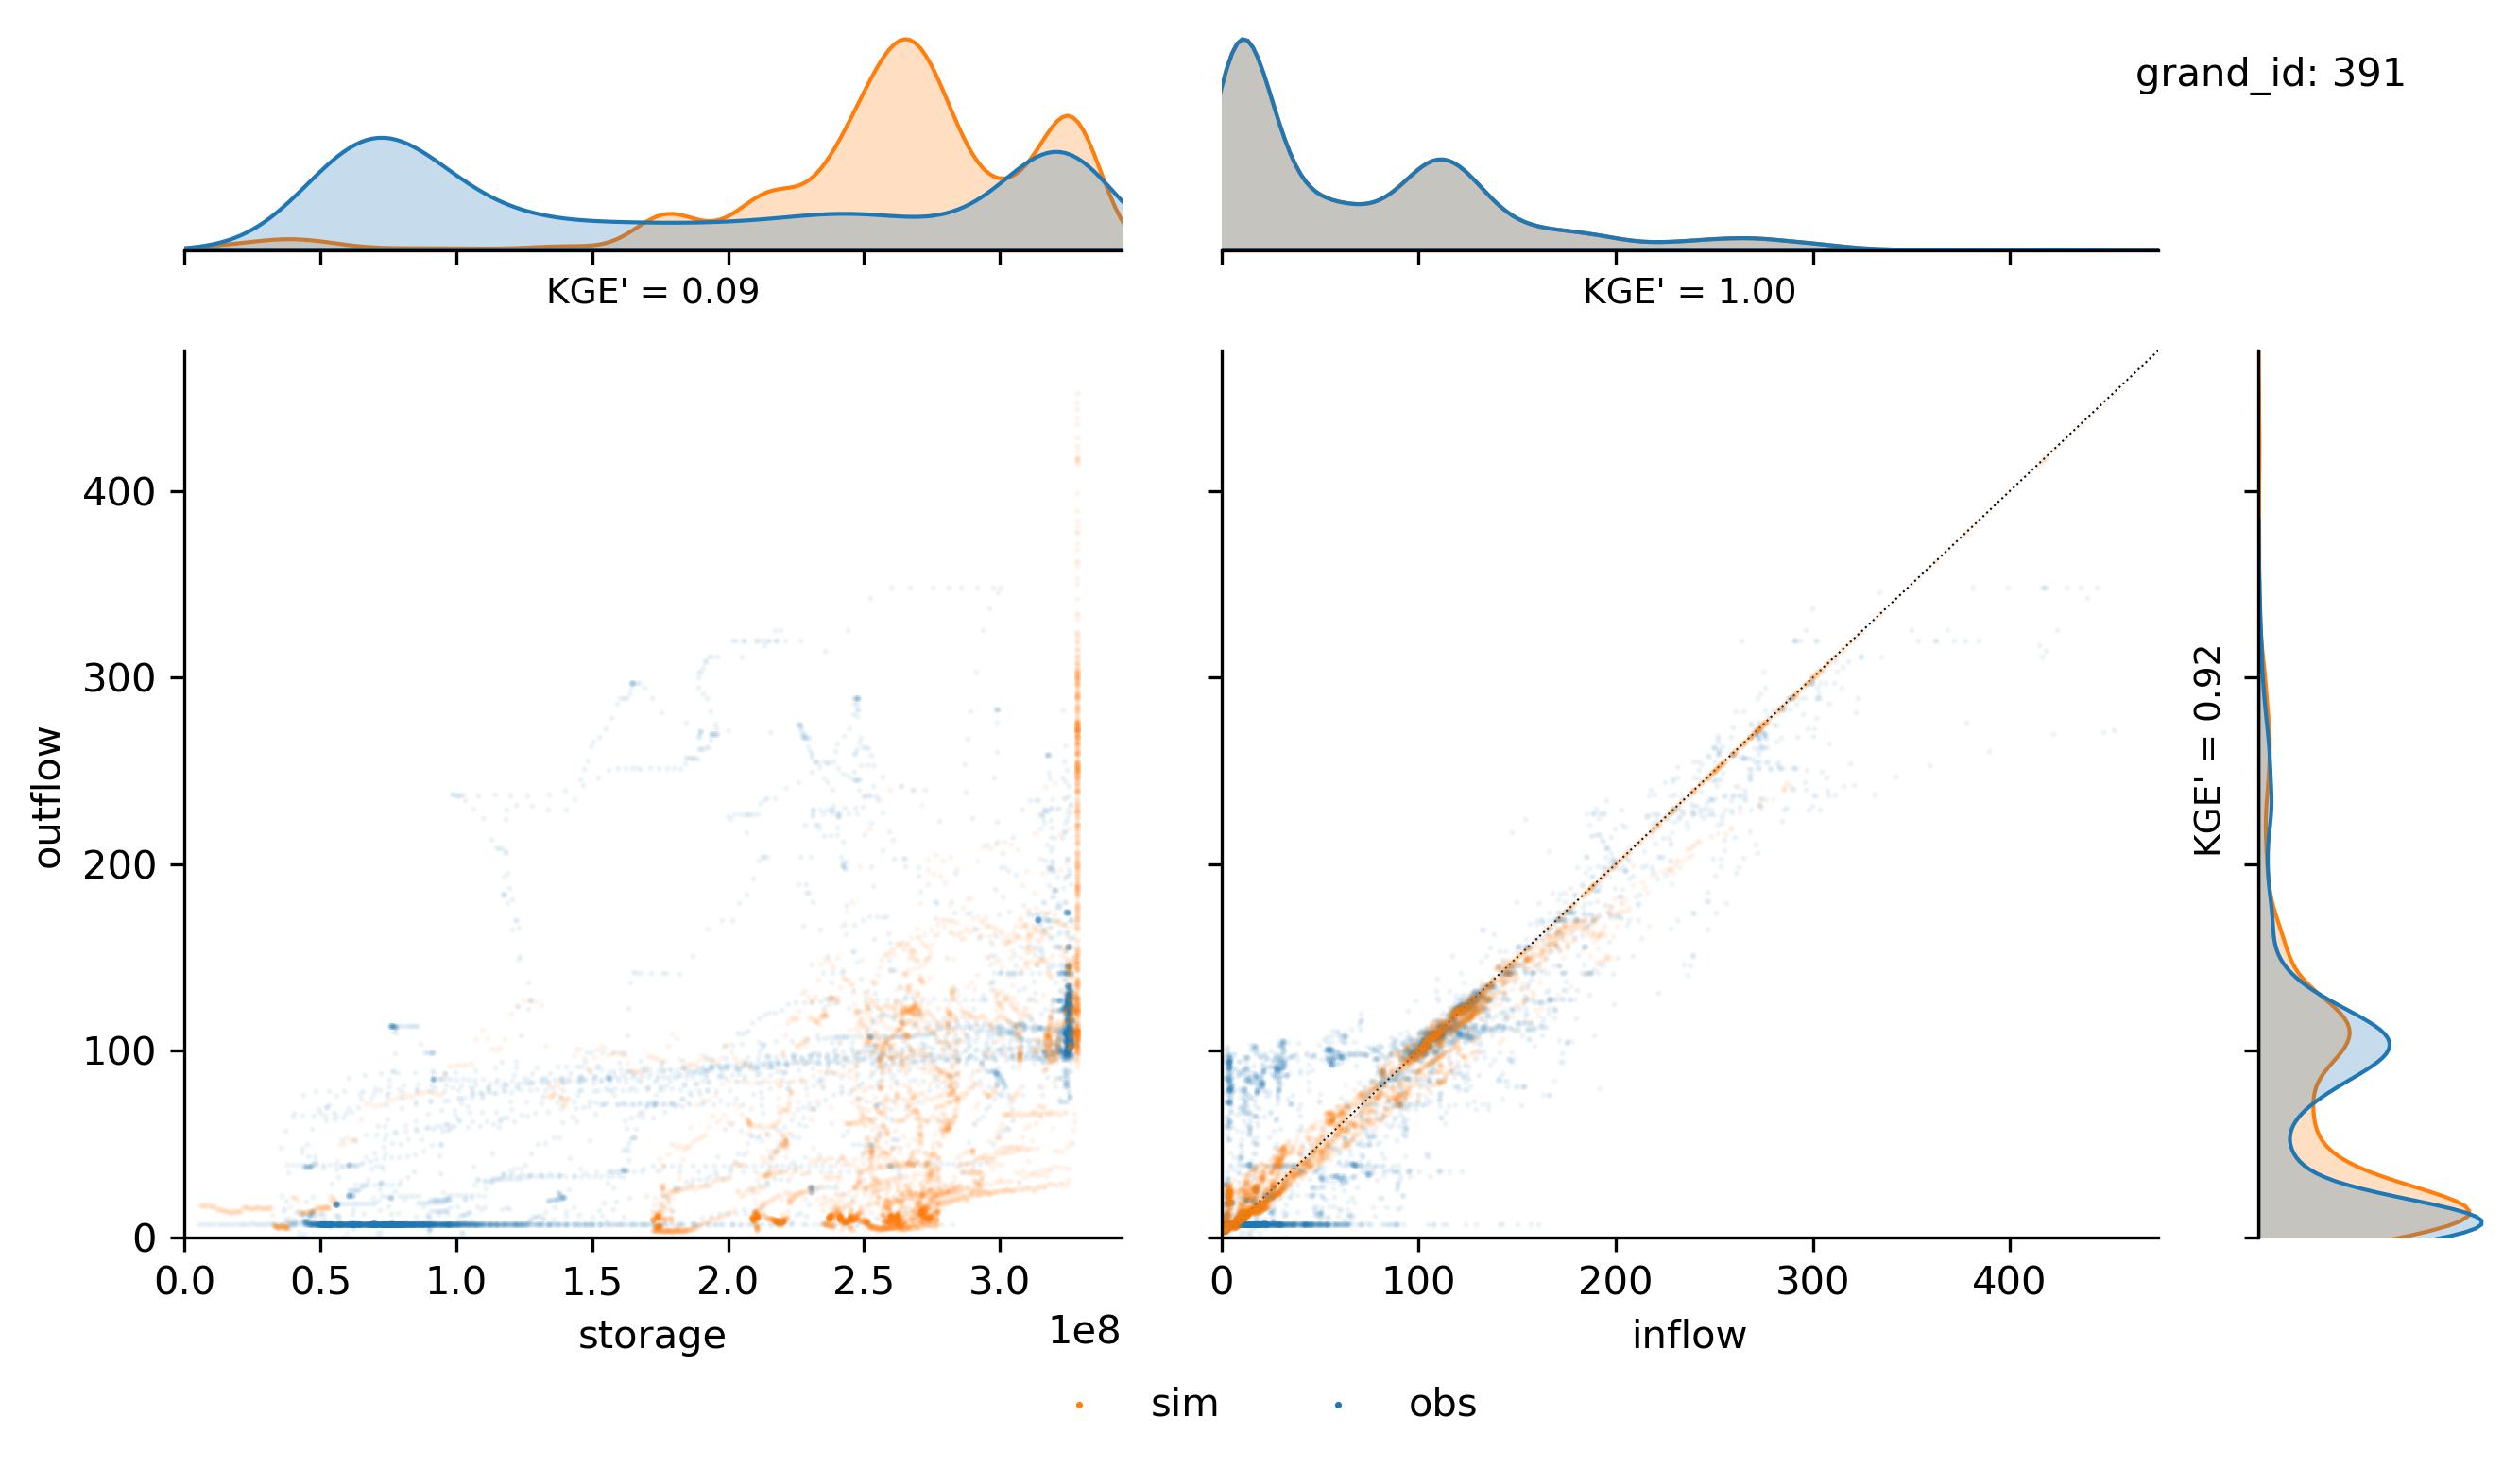 grand_id: 391
KGE' = 0.09
KGE' = 1.00
outflow
400
300
200
100
0
0.0 0.5 1.0 1.5 2.0 2.5 3.0
1e8
storage
0 100 200 300 400
inflow
KGE' = 0.92
sim obs